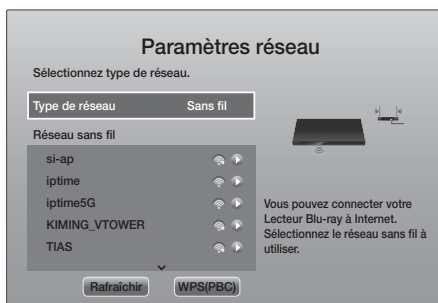 Paramètres réseau
Sélectionnez type de réseau.
Type de réseau Sans fil
Réseau sans fil
si-ap
iptime
iptime5G
KIMING_VTOWER
TIAS
Vous pouvez connecter votre
Lecteur Blu-ray à Internet.
Sélectionnez le réseau sans fil à
utiliser.
Rafraîchir WPS(PBC)